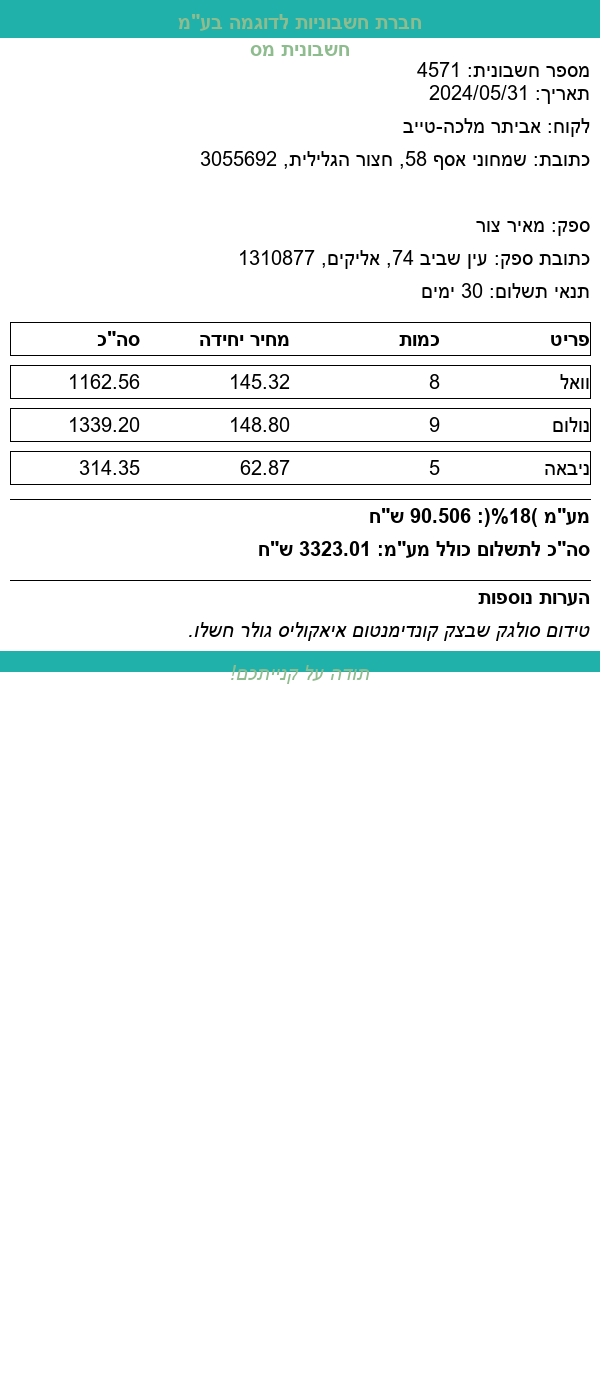 חברת חשבוניות לדוגמה בע"מ
חשבונית מס
מספר חשבונית: 4571
תאריך: 2024/05/31
לקוח: אביתר מלכה-טייב
כתובת: שמחוני אסף 58, חצור הגלילית, 3055692
ספק: מאיר צור
כתובת ספק: עין שביב 74, אליקים, 1310877
תנאי תשלום: 30 ימים
פריט כמות מחיר יחידה סה"כ
וואל 8 145.32 1162.56
נולום 9 148.80 1339.20
ניבאה 5 62.87 314.35
מע"מ )18%(: 90.506 ש"ח
סה"כ לתשלום כולל מע"מ: 3323.01 ש"ח
הערות נוספות
טידום סולגק שבצק קונדימנטום איאקוליס גולר חשלו.
תודה על קנייתכם!